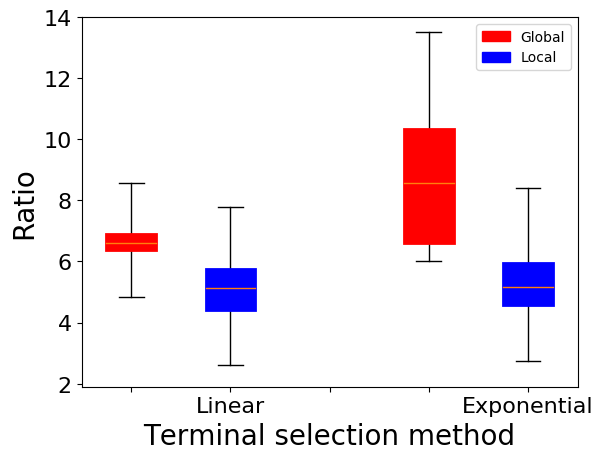 14
12
10
8
6
4
2
Ratio
Global
Local
Linear
Exponential
Terminal selection method